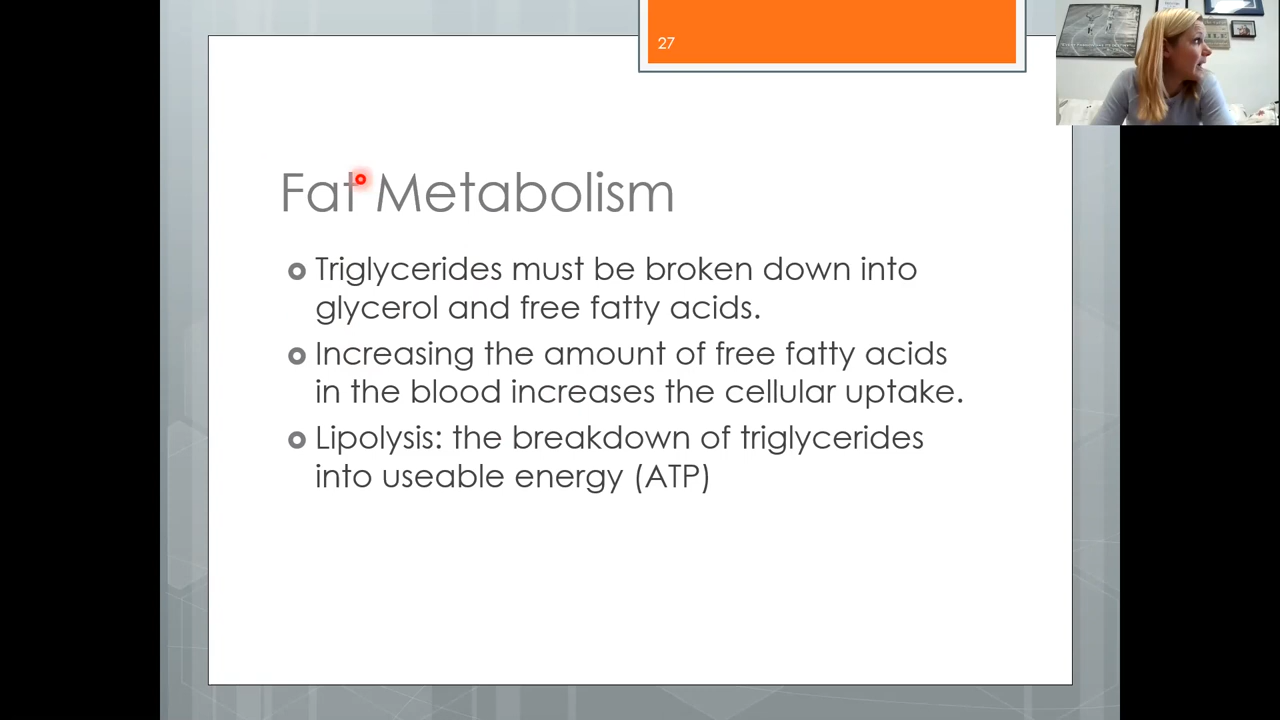 27
Fat Metabolism
Triglycerides must be broken down into
glycerol and free fatty acids.
Increasing the amount of free fatty acids
in the blood increases the cellular uptake.
Lipolysis: the breakdown of triglycerides
into useable energy (ATP)